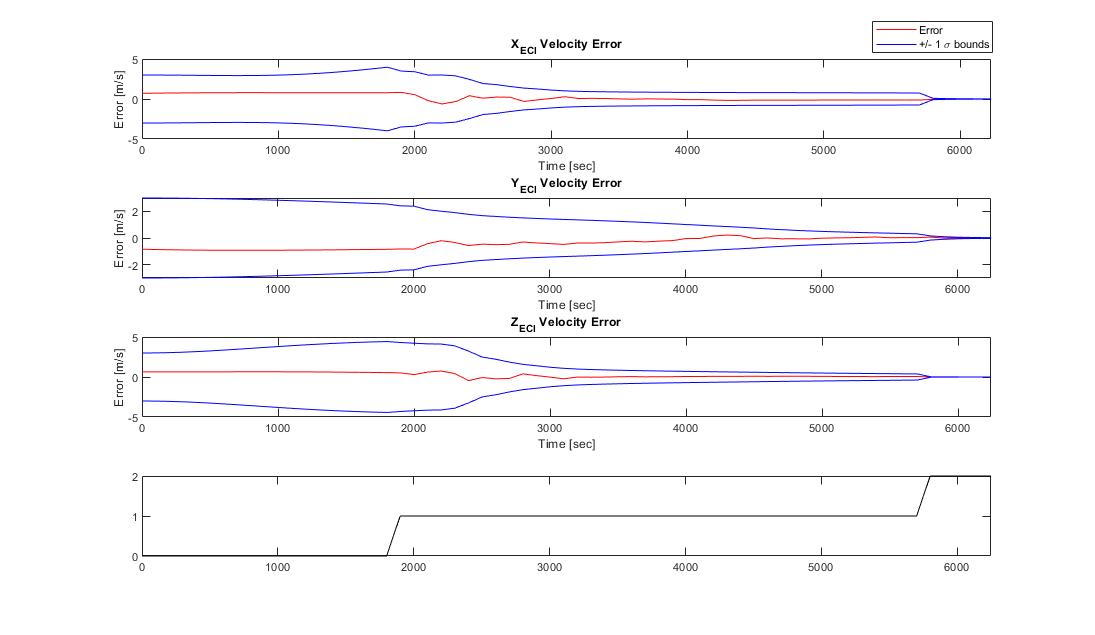 Error
+/- 1 σ bounds
X_ECI Velocity Error
Error [m/s]
5
0
-5
0 1000 2000 3000 4000 5000 6000
Time [sec]
Y_ECI Velocity Error
Error [m/s]
2
0
-2
0 1000 2000 3000 4000 5000 6000
Time [sec]
Z_ECI Velocity Error
Error [m/s]
5
0
-5
0 1000 2000 3000 4000 5000 6000
Time [sec]
2
1
0
0 1000 2000 3000 4000 5000 6000